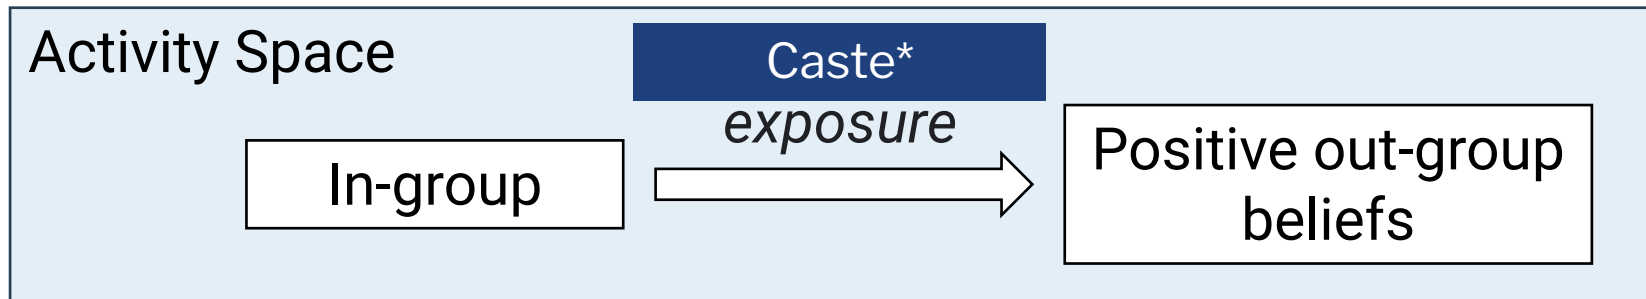 Activity Space
Caste*
exposure
In-group
Positive out-group
beliefs